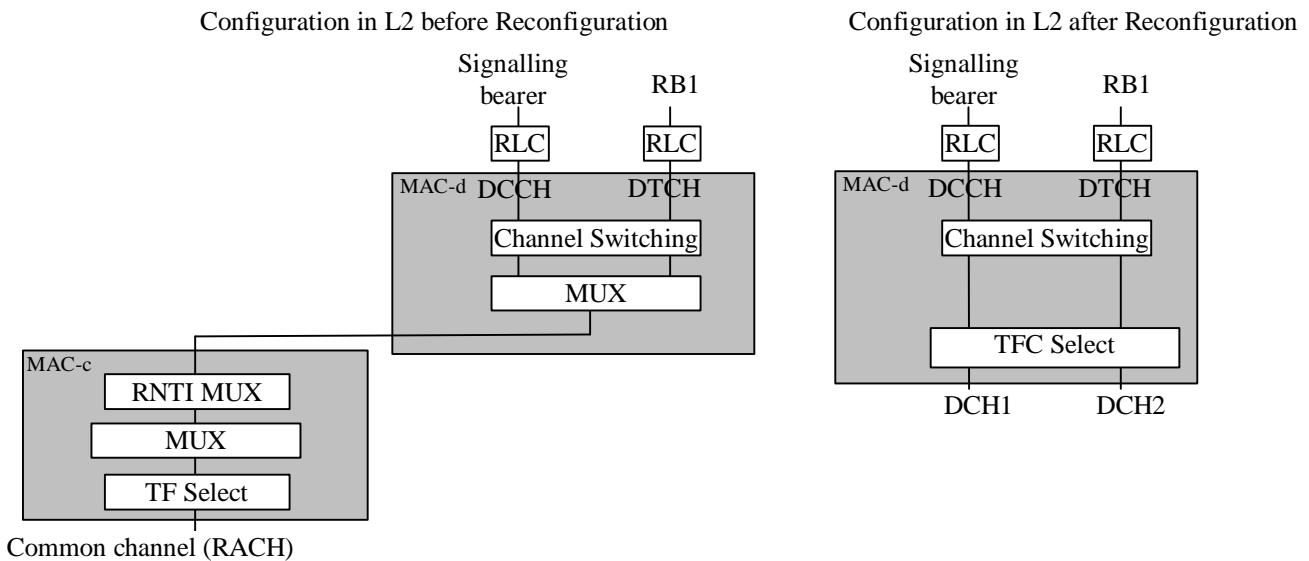 Configuration in L2 before Reconfiguration
Signalling
bearer
RB1
RLC
RLC
MAC-d
DCCH
DTCH
Channel Switching
MUX
MAC-c
RNTI MUX
MUX
TF Select
Common channel (RACH)
Configuration in L2 after Reconfiguration
Signalling
bearer
RB1
RLC
RLC
MAC-d
DCCH
DTCH
Channel Switching
TFC Select
DCH1
DCH2